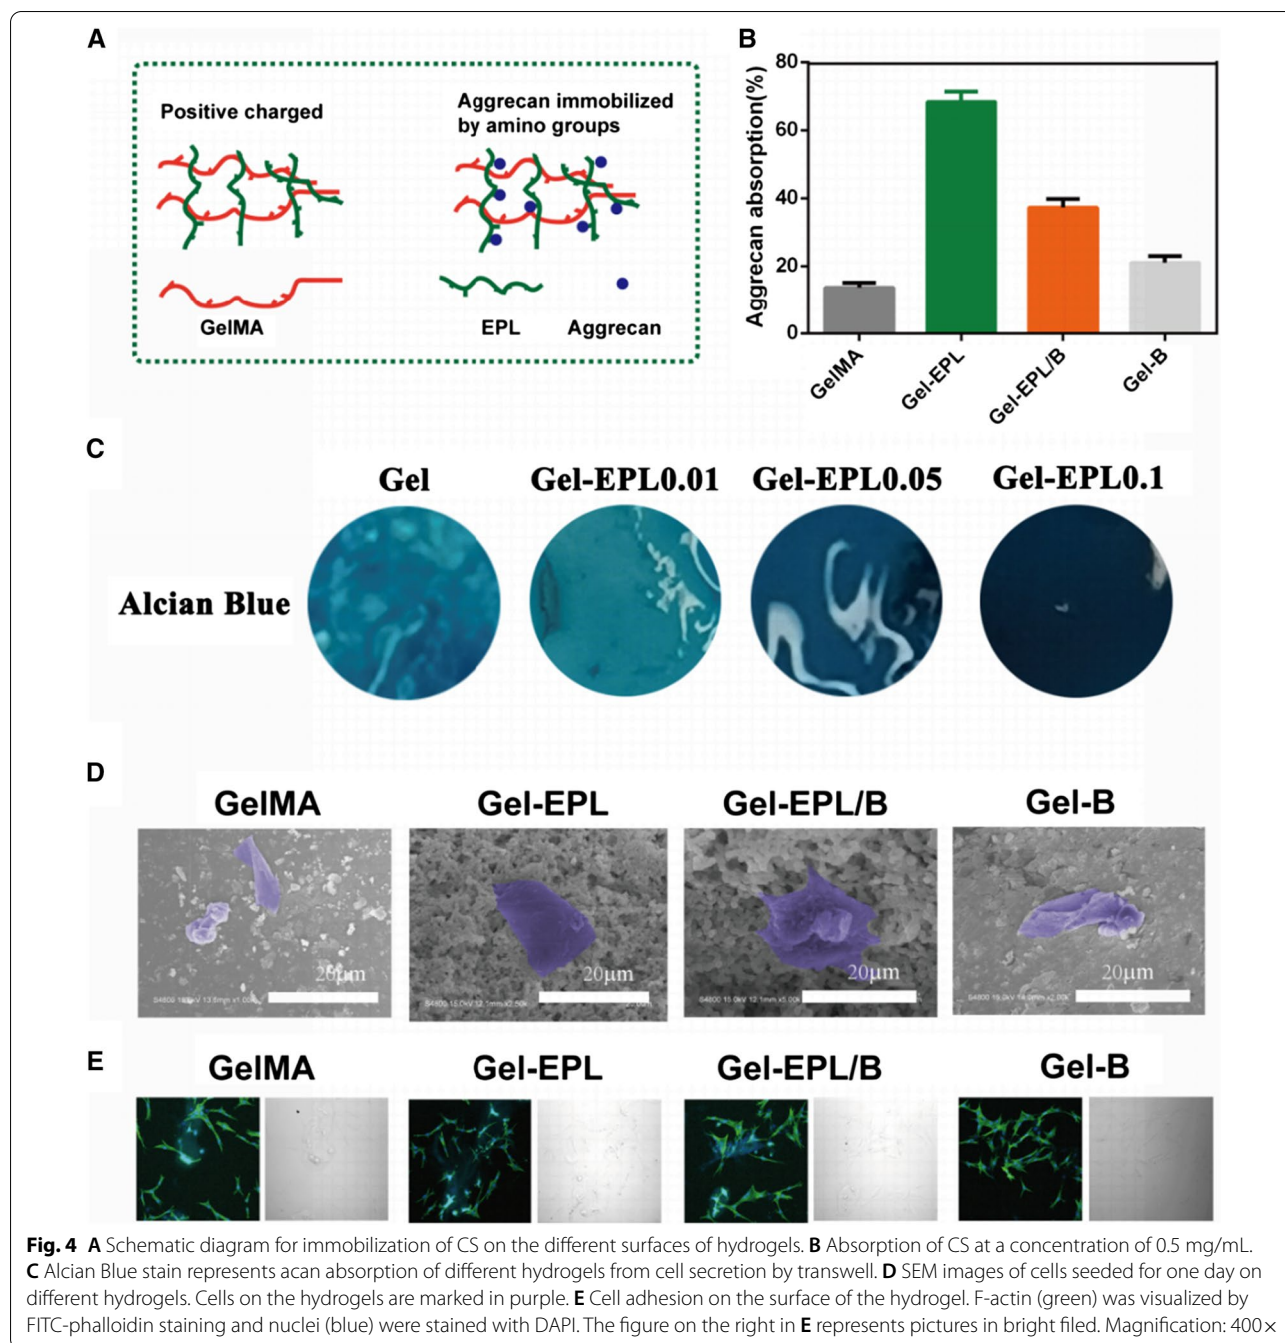 A
Positive charged
Aggrecan immobilized
by amino groups
GelMA
EPL
Aggrecan
B
Aggrecan absorption(%)
80
60
40
20
0
GelMA
Gel-EPL
Gel-EPL/B
Gel-B
C
Gel
Gel-EPL0.01
Gel-EPL0.05
Gel-EPL0.1
Alcian Blue
D
GelMA
Gel-EPL
Gel-EPL/B
Gel-B
20μm
20μm
20μm
20μm
E
GelMA
Gel-EPL
Gel-EPL/B
Gel-B
Fig. 4 A Schematic diagram for immobilization of CS on the different surfaces of hydrogels. B Absorption of CS at a concentration of 0.5 mg/mL.
C Alcian Blue stain represents acan absorption of different hydrogels from cell secretion by transwell. D SEM images of cells seeded for one day on
different hydrogels. Cells on the hydrogels are marked in purple. E Cell adhesion on the surface of the hydrogel. F-actin (green) was visualized by
FITC-phalloidin staining and nuclei (blue) were stained with DAPI. The figure on the right in E represents pictures in bright filed. Magnification: 400×